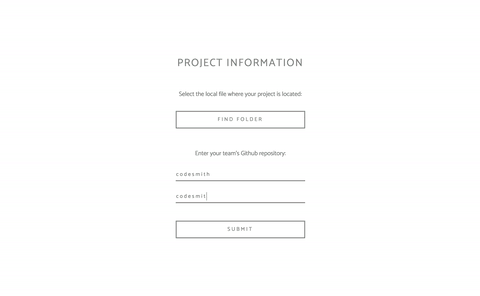 PROJECT INFORMATION
Select the local file where your project is located:
FIND FOLDER
Enter your team's Github repository:
codesmith
codesmit
SUBMIT